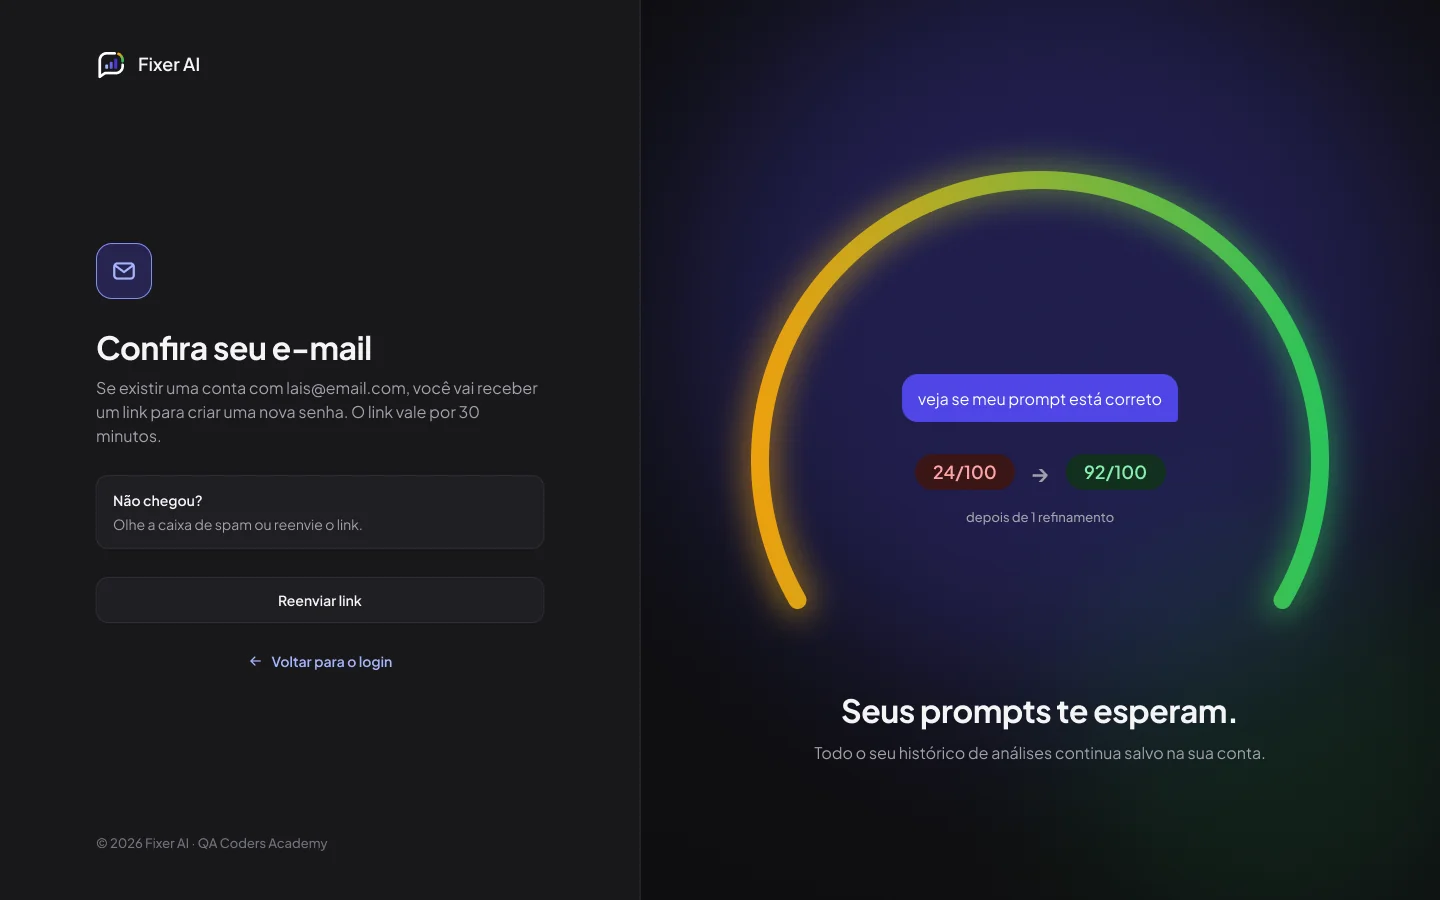 Fixer AI
Confira seu e-mail
Se existir uma conta com lais@email.com, você vai receber
um link para criar uma nova senha. O link vale por 30
minutos.
Não chegou?
Olhe a caixa de spam ou reenvie o link.
Reenviar link
← Voltar para o login
© 2026 Fixer AI · QA Coders Academy
veja se meu prompt está correto
24/100 → 92/100
depois de 1 refinamento
Seus prompts te esperam.
Todo o seu histórico de análises continua salvo na sua conta.